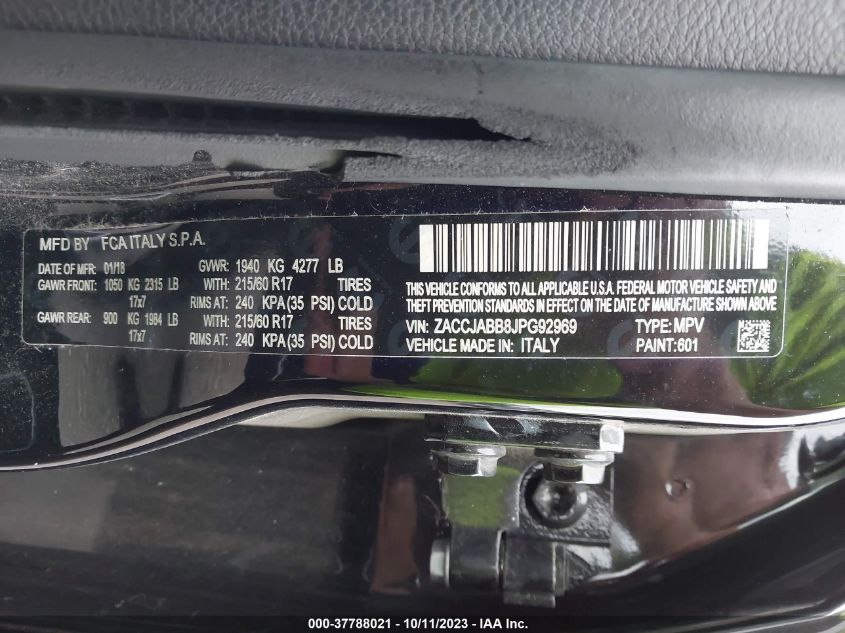 MFD BY FCA ITALY S.P.A.
DATE OF MFR: 01/18 GVWR: 1940 KG 4277 LB
GAWR FRONT: 1050 KG 2315 LB WITH: 215/60 R17 TIRES
17x7 RIMS AT: 240 KPA(35 PSI) COLD
GAWR REAR: 900 KG 1984 LB WITH: 215/60 R17 TIRES
17x7 RIMS AT: 240 KPA(35 PSI) COLD
THIS VEHICLE CONFORMS TO ALL APPLICABLE U.S.A. FEDERAL MOTOR VEHICLE SAFETY AND
THEFT PREVENTION STANDARDS IN EFFECT ON THE DATE OF MANUFACTURE SHOWN ABOVE.
VIN: ZACCJABB8JPG92969 TYPE: MPV
VEHICLE MADE IN: ITALY PAINT:601
000-37788021 - 10/11/2023 - IAA Inc.